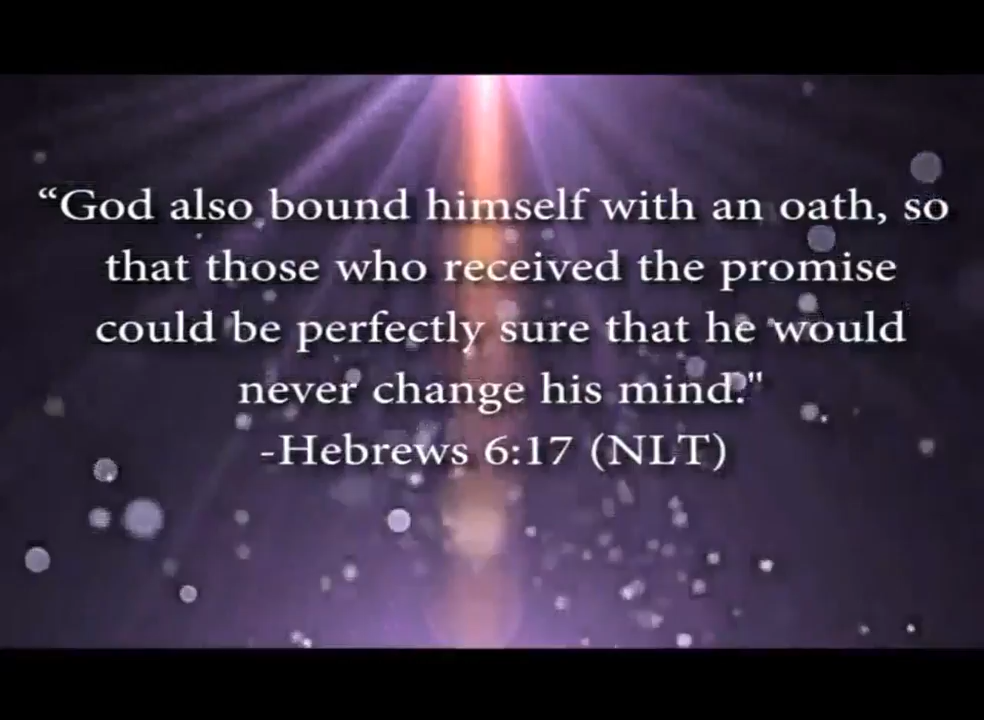 “God also bound himself with an oath, so
that those who received the promise
could be perfectly sure that he would
never change his mind."
-Hebrews 6:17 (NLT)